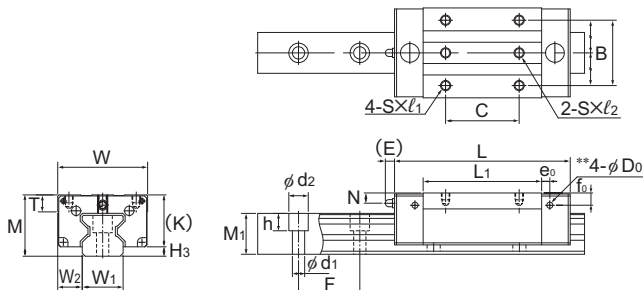 B
4-S×ℓ1
C
2-S×ℓ2
W
T
M
(K)
H3
W2
W1
(E)
L
L1
e0
**4-φD0
f0
N
φd2
h
M1
φd1
F